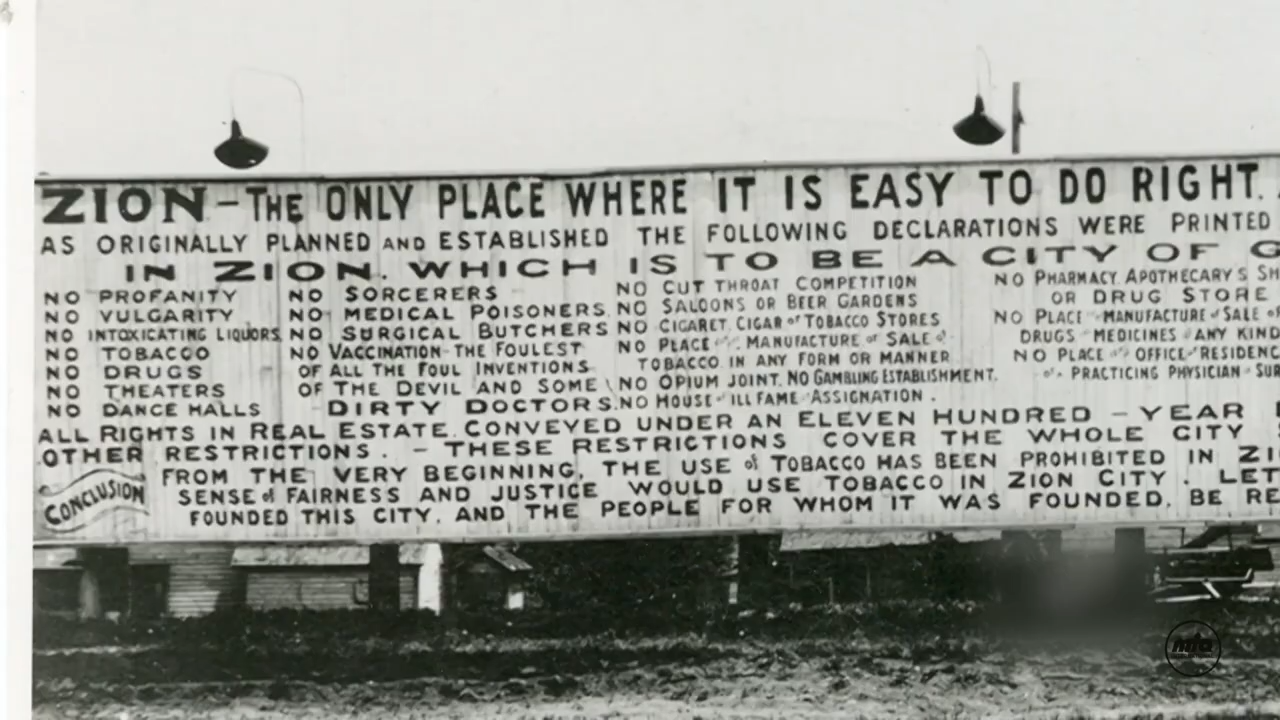 ZION - THE ONLY PLACE WHERE IT IS EASY TO DO RIGHT.
AS ORIGINALLY PLANNED AND ESTABLISHED THE FOLLOWING DECLARATIONS WERE PRINTED
IN ZION. WHICH IS TO BE A CITY OF G
NO PROFANITY
NO VULGARITY
NO INTOXICATING LIQUORS
NO TOBACCO
NO DRUGS
NO THEATERS
NO DANCE HALLS
NO SORCERERS
NO MEDICAL POISONERS
NO SURGICAL BUTCHERS
NO VACCINATION - THE FOULEST
OF ALL THE FOUL INVENTIONS
OF THE DEVIL AND SOME
DIRTY DOCTORS.
NO CUT THROAT COMPETITION
NO SALOONS OR BEER GARDENS
NO CIGARET, CIGAR or TOBACCO STORES
NO PLACE MANUFACTURE of SALE of
TOBACCO IN ANY FORM OR MANNER
NO OPIUM JOINT. NO GAMBLING ESTABLISHMENT.
NO HOUSE of ILL FAME ASSIGNATION.
NO PHARMACY, APOTHECARY'S SH
OR DRUG STORE
NO PLACE MANUFACTURE SALE of
DRUGS MEDICINES ANY KIND
NO PLACE OFFICE RESIDENC
PRACTICING PHYSICIAN SUR
ALL RIGHTS IN REAL ESTATE CONVEYED UNDER AN ELEVEN HUNDRED - YEAR
OTHER RESTRICTIONS. - THESE RESTRICTIONS COVER THE WHOLE CITY
CONCLUSION
FROM THE VERY BEGINNING, THE USE of TOBACCO HAS BEEN PROHIBITED IN ZI
SENSE of FAIRNESS AND JUSTICE WOULD USE TOBACCO IN ZION CITY. LET
FOUNDED THIS CITY, AND THE PEOPLE FOR WHOM IT WAS FOUNDED, BE RE